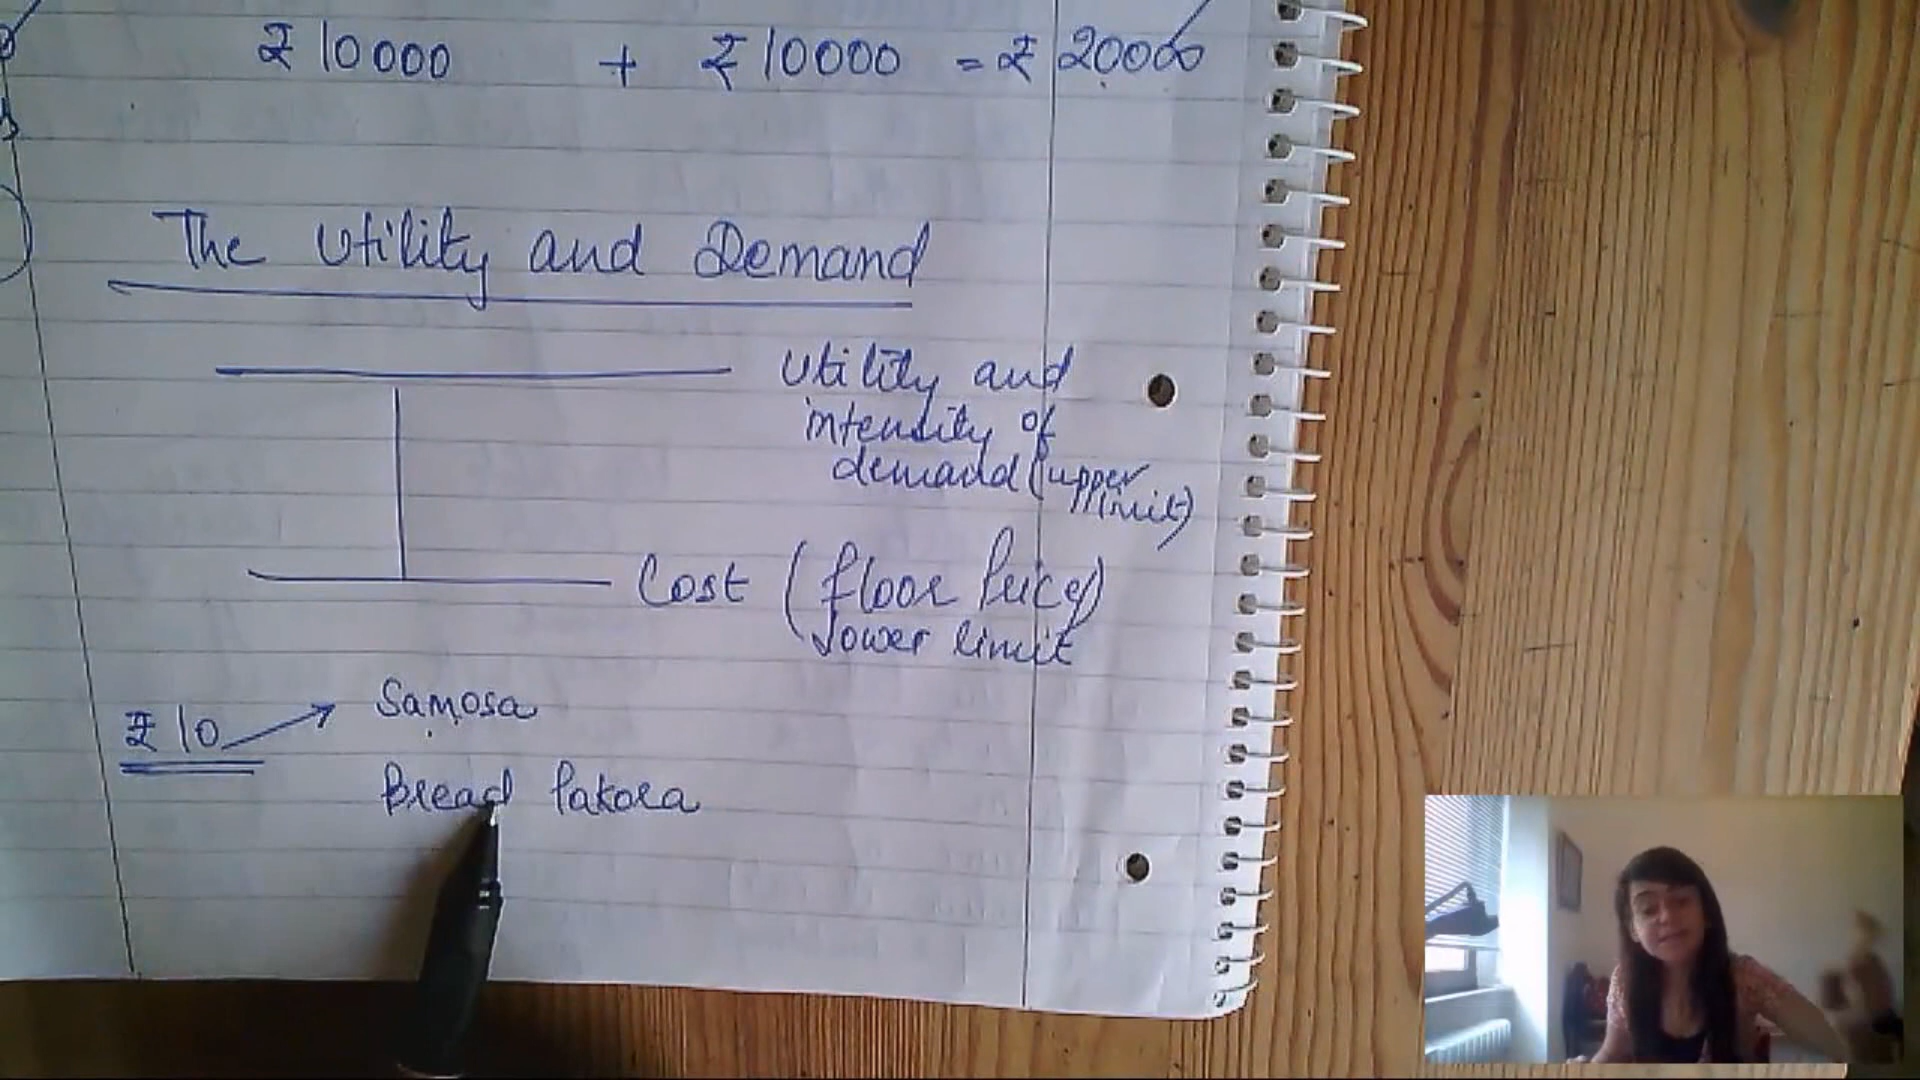 ₹ 10000 + ₹ 10000 = ₹ 20000
The Utility and Demand
Utility and
intensity of
demand (upper
limit)
Cost (floor Price)
lower limit
₹ 10 → Samosa
Bread Pakora